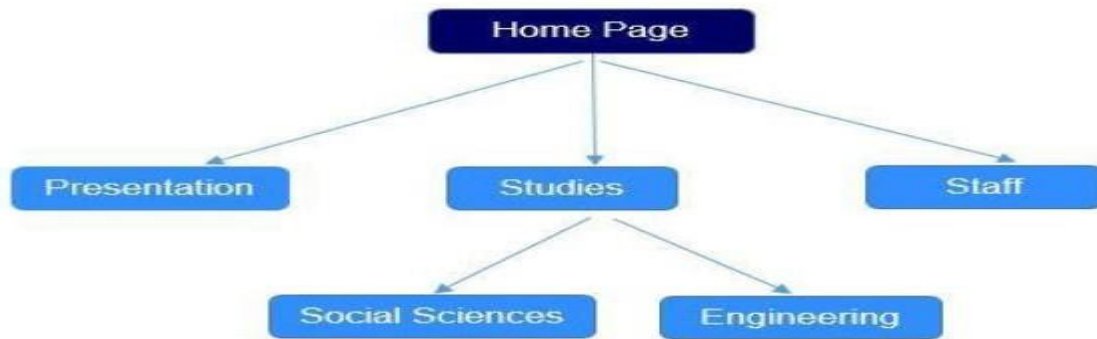 Home Page
Presentation
Studies
Staff
Social Sciences
Engineering